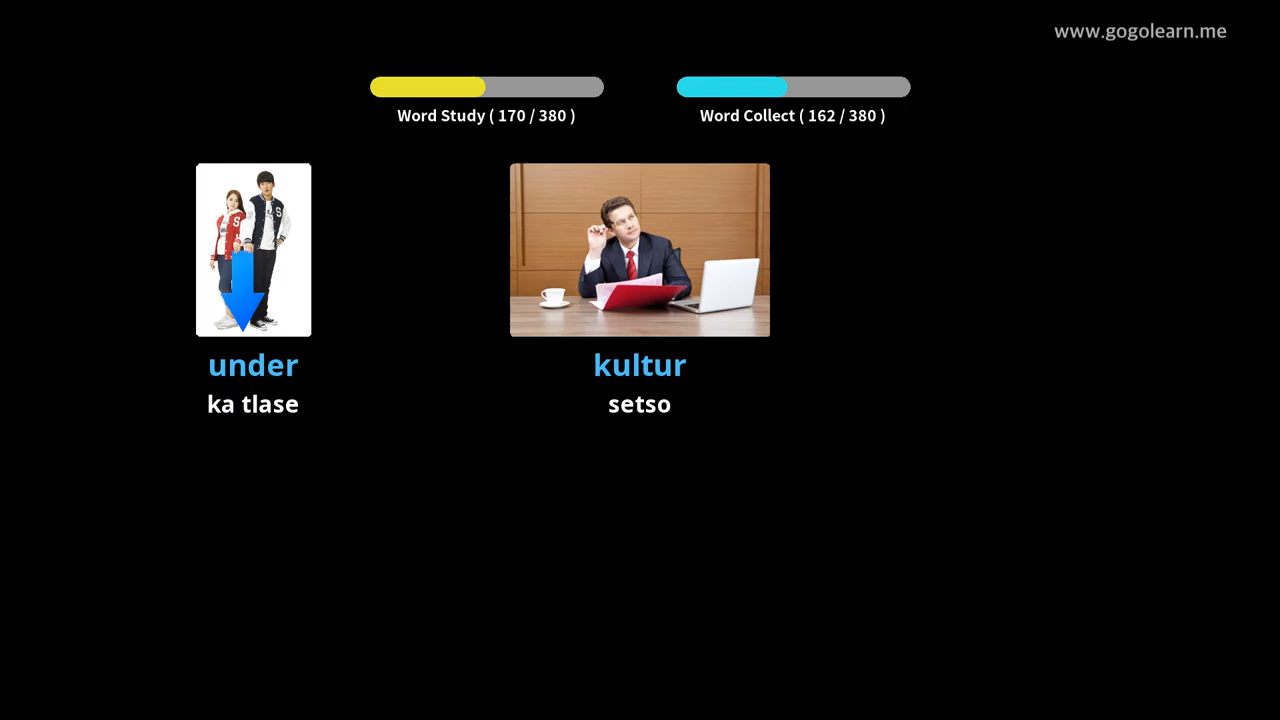 www.gogolearn.me
Word Study ( 170 / 380 )
Word Collect ( 162 / 380 )
under
ka tlase
kultur
setso